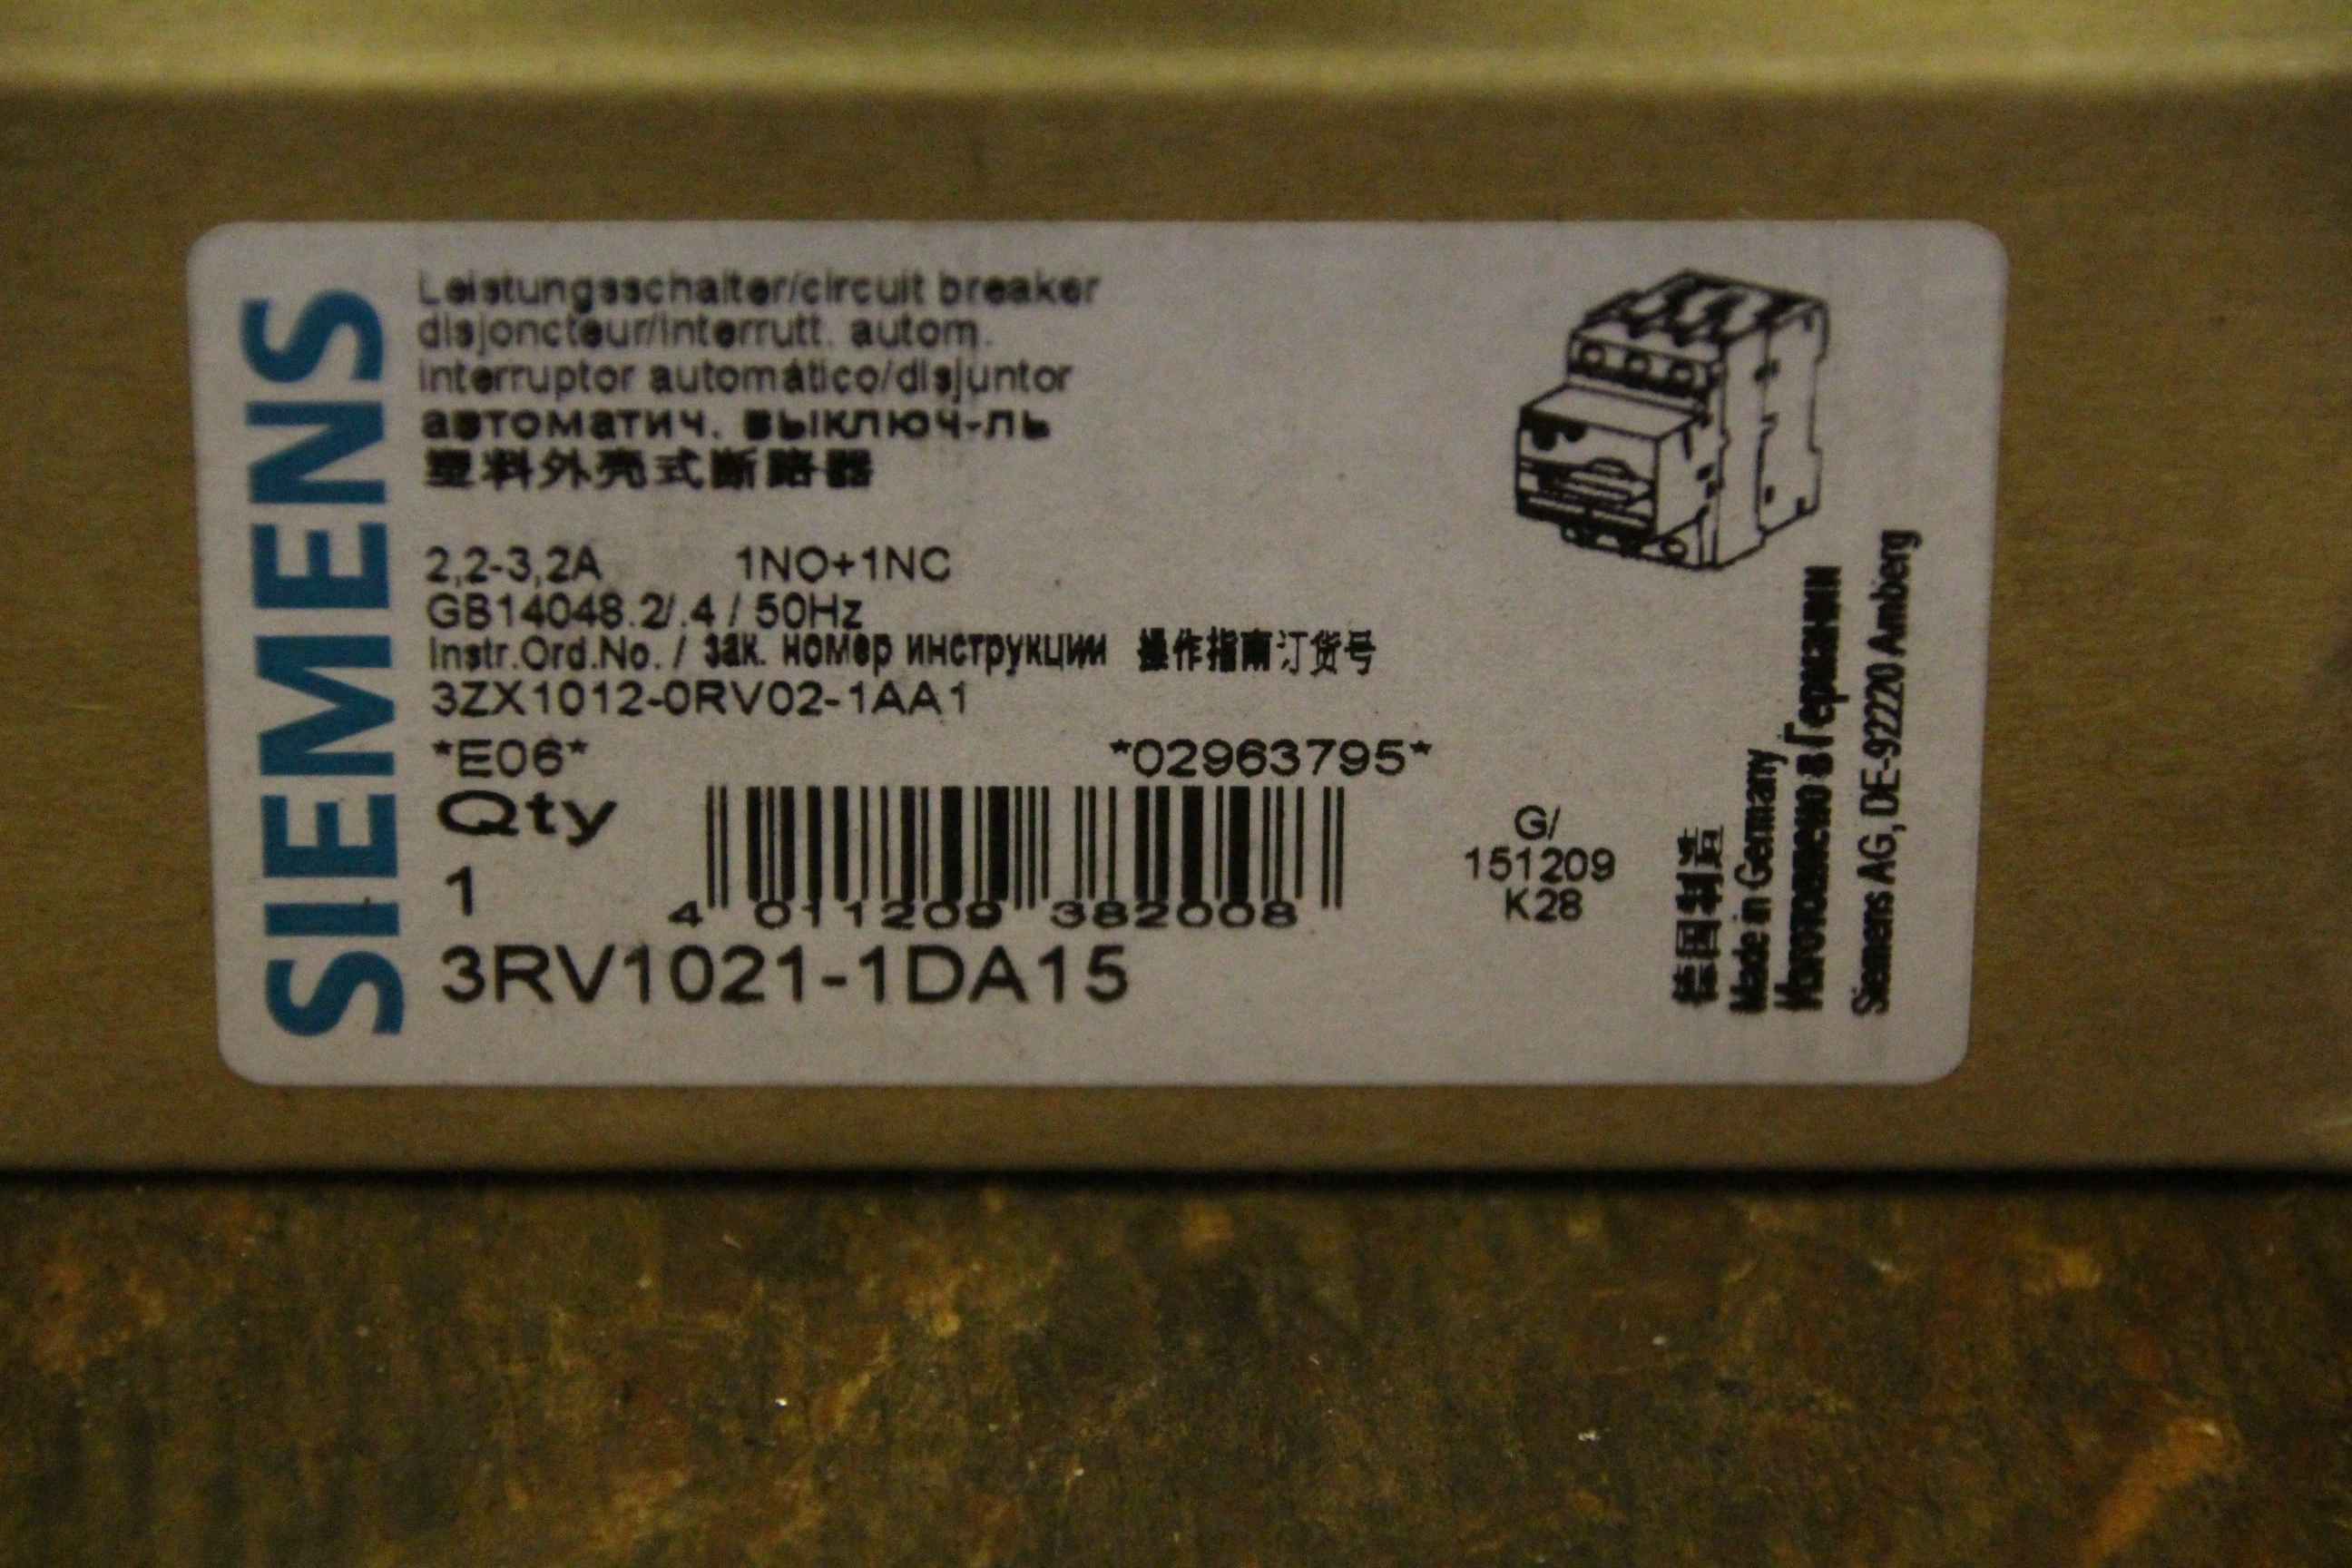 SIEMENS
Leistungsschalter/circuit breaker
disjoncteur/interrutt. autom.
interruptor automático/disjuntor
автоматич. выключ-ль
塑料外壳式断路器
2,2-3,2A 1NO+1NC
GB14048.2/.4 / 50Hz
Instr.Ord.No. / зак. номер инструкции 操作指南订货号
3ZX1012-0RV02-1AA1
*E06* *02963795*
Qty
1
4 011209 382008
3RV1021-1DA15
G/
151209
K28
德国制造
Made in Germany
Изготовлено в Германии
Siemens AG, DE-92220 Amberg